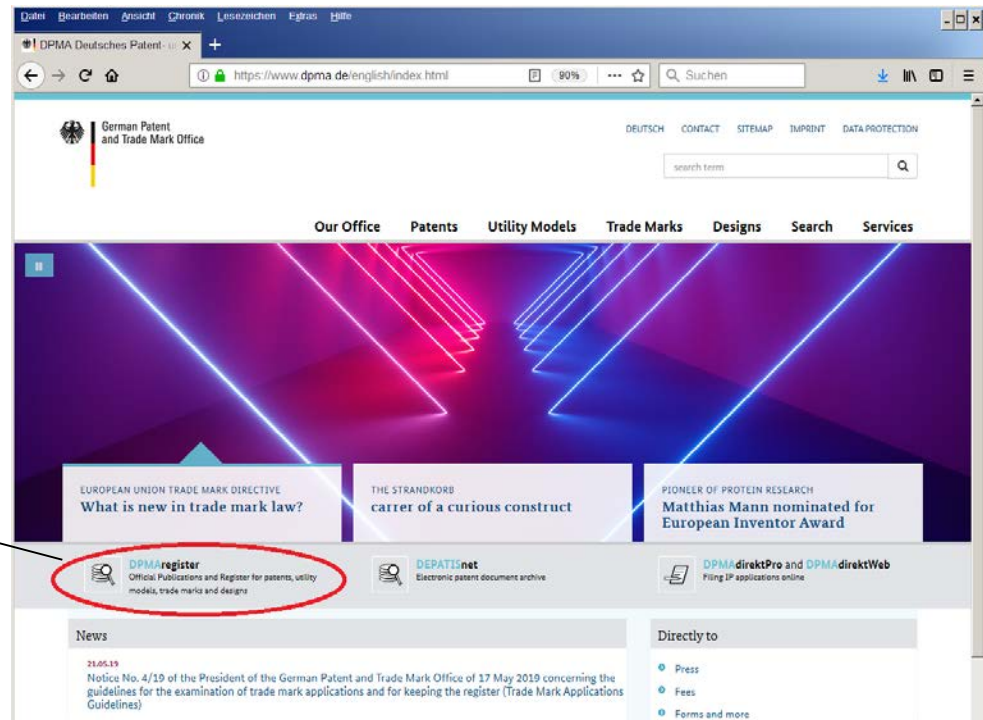 Datei Bearbeiten Ansicht Chronik Lesezeichen Extras Hilfe
DPMA Deutsches Patent- u
https://www.dpma.de/english/index.html 90% Suchen
German Patent
and Trade Mark Office
DEUTSCH CONTACT SITEMAP IMPRINT DATA PROTECTION
search term
Our Office Patents Utility Models Trade Marks Designs Search Services
EUROPEAN UNION TRADE MARK DIRECTIVE
What is new in trade mark law?
THE STRANDKORB
carrer of a curious construct
PIONEER OF PROTEIN RESEARCH
Matthias Mann nominated for
European Inventor Award
DPMAregister
Official Publications and Register for patents, utility
models, trade marks and designs
DEPATISnet
Electronic patent document archive
DPMAdirektPro and DPMAdirektWeb
Filing IP applications online
News
21.05.19
Notice No. 4/19 of the President of the German Patent and Trade Mark Office of 17 May 2019 concerning the
guidelines for the examination of trade mark applications and for keeping the register (Trade Mark Applications
Guidelines)
Directly to
Press
Fees
Forms and more